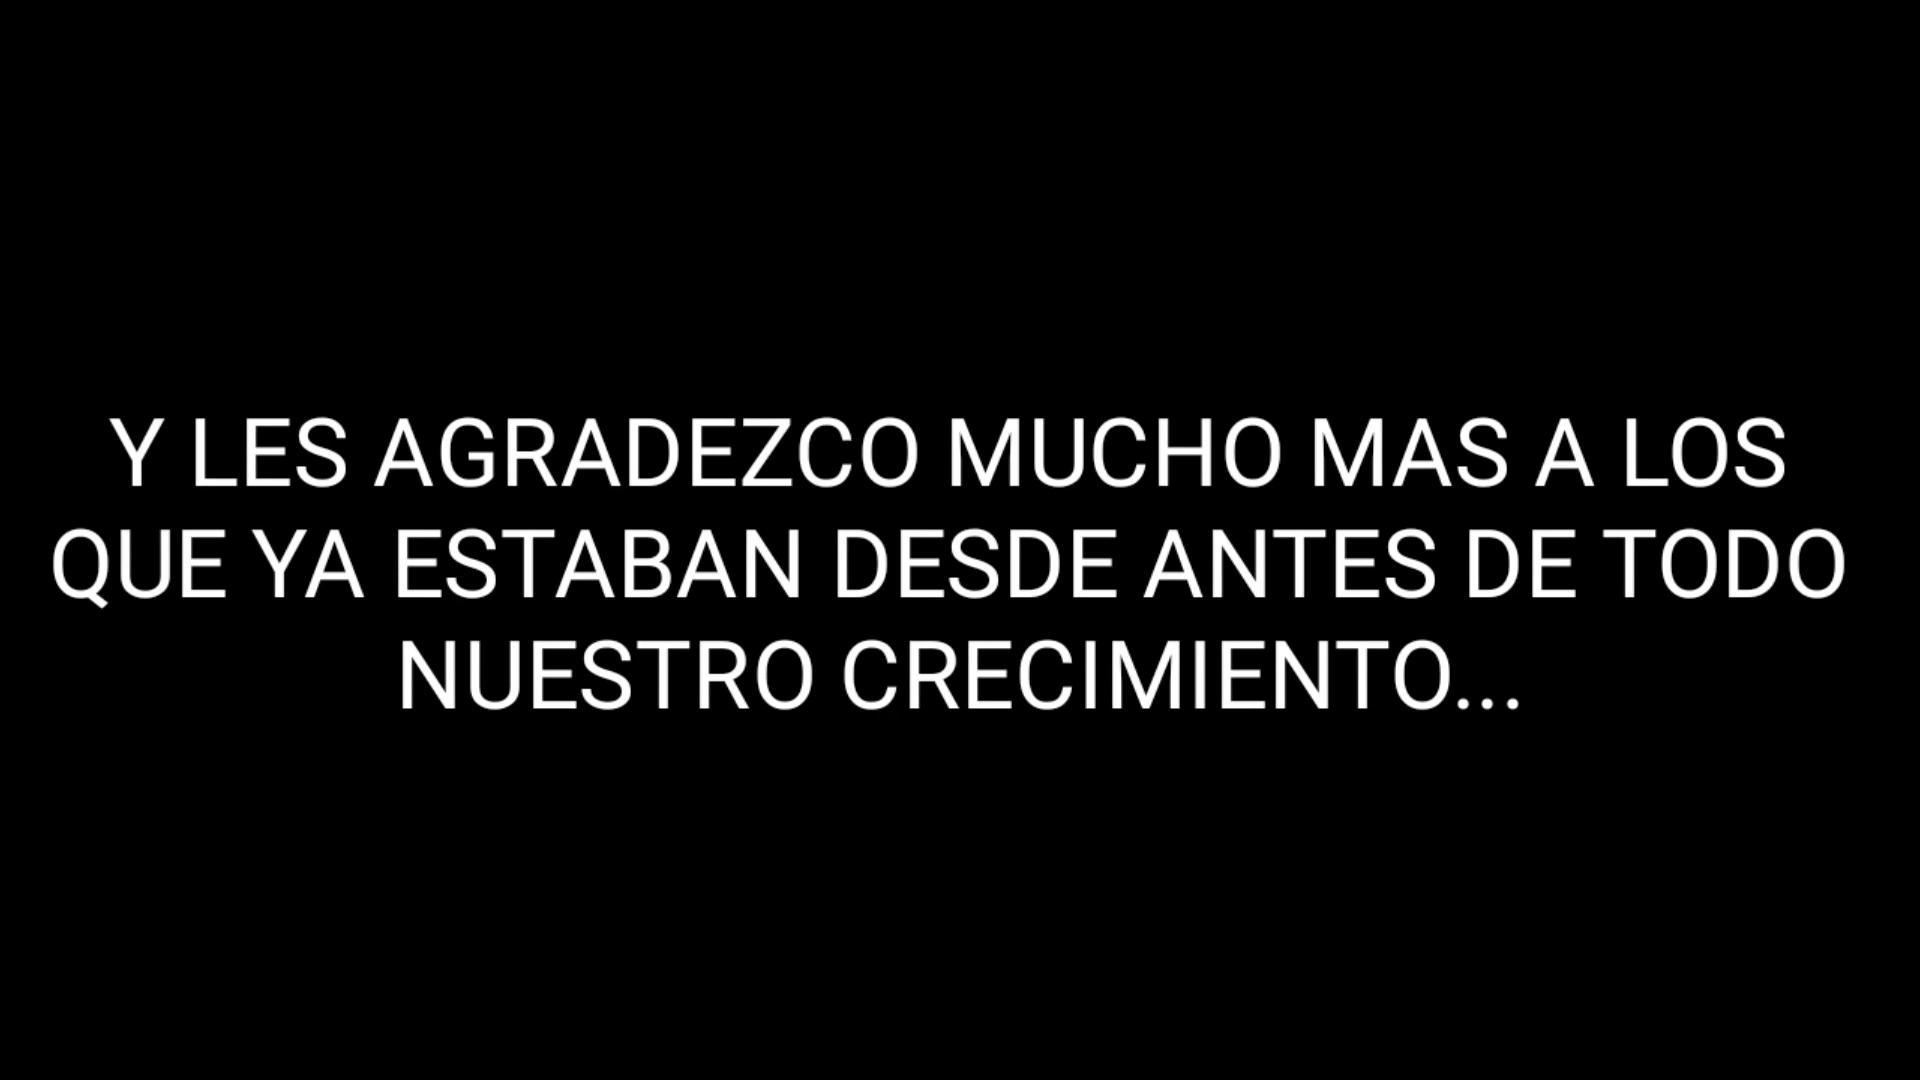 Y LES AGRADEZCO MUCHO MAS A LOS
QUE YA ESTABAN DESDE ANTES DE TODO
NUESTRO CRECIMIENTO...